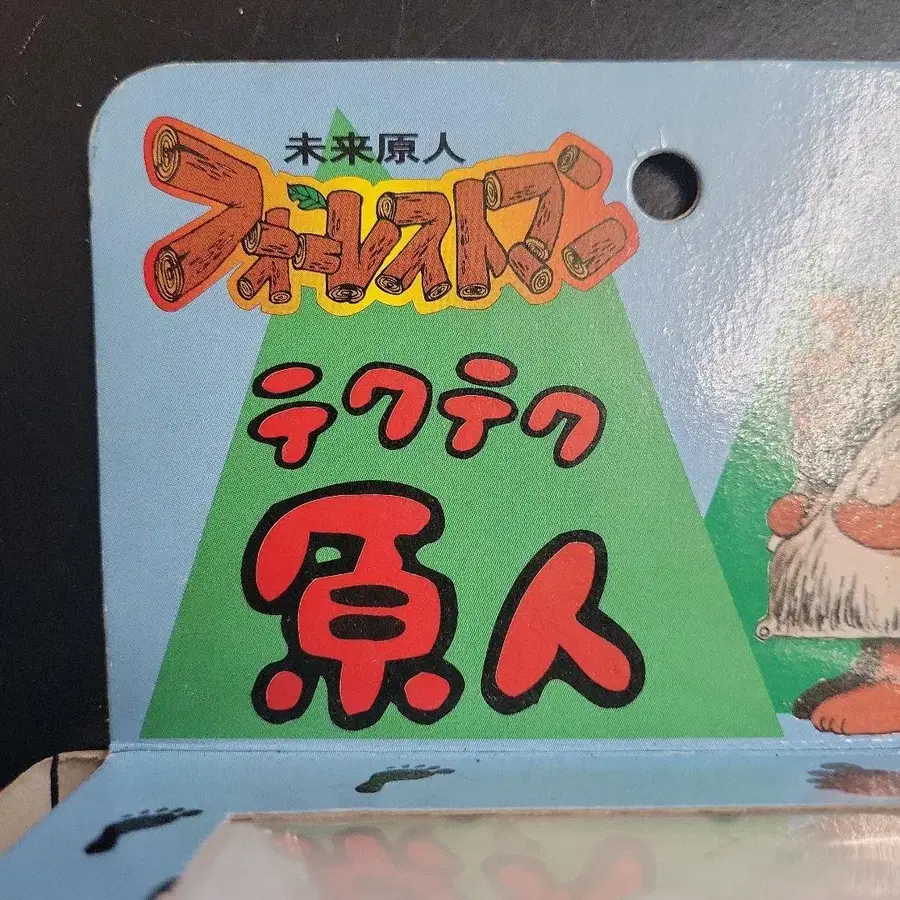 未来原人
フォーレストマン
テクテク
原人